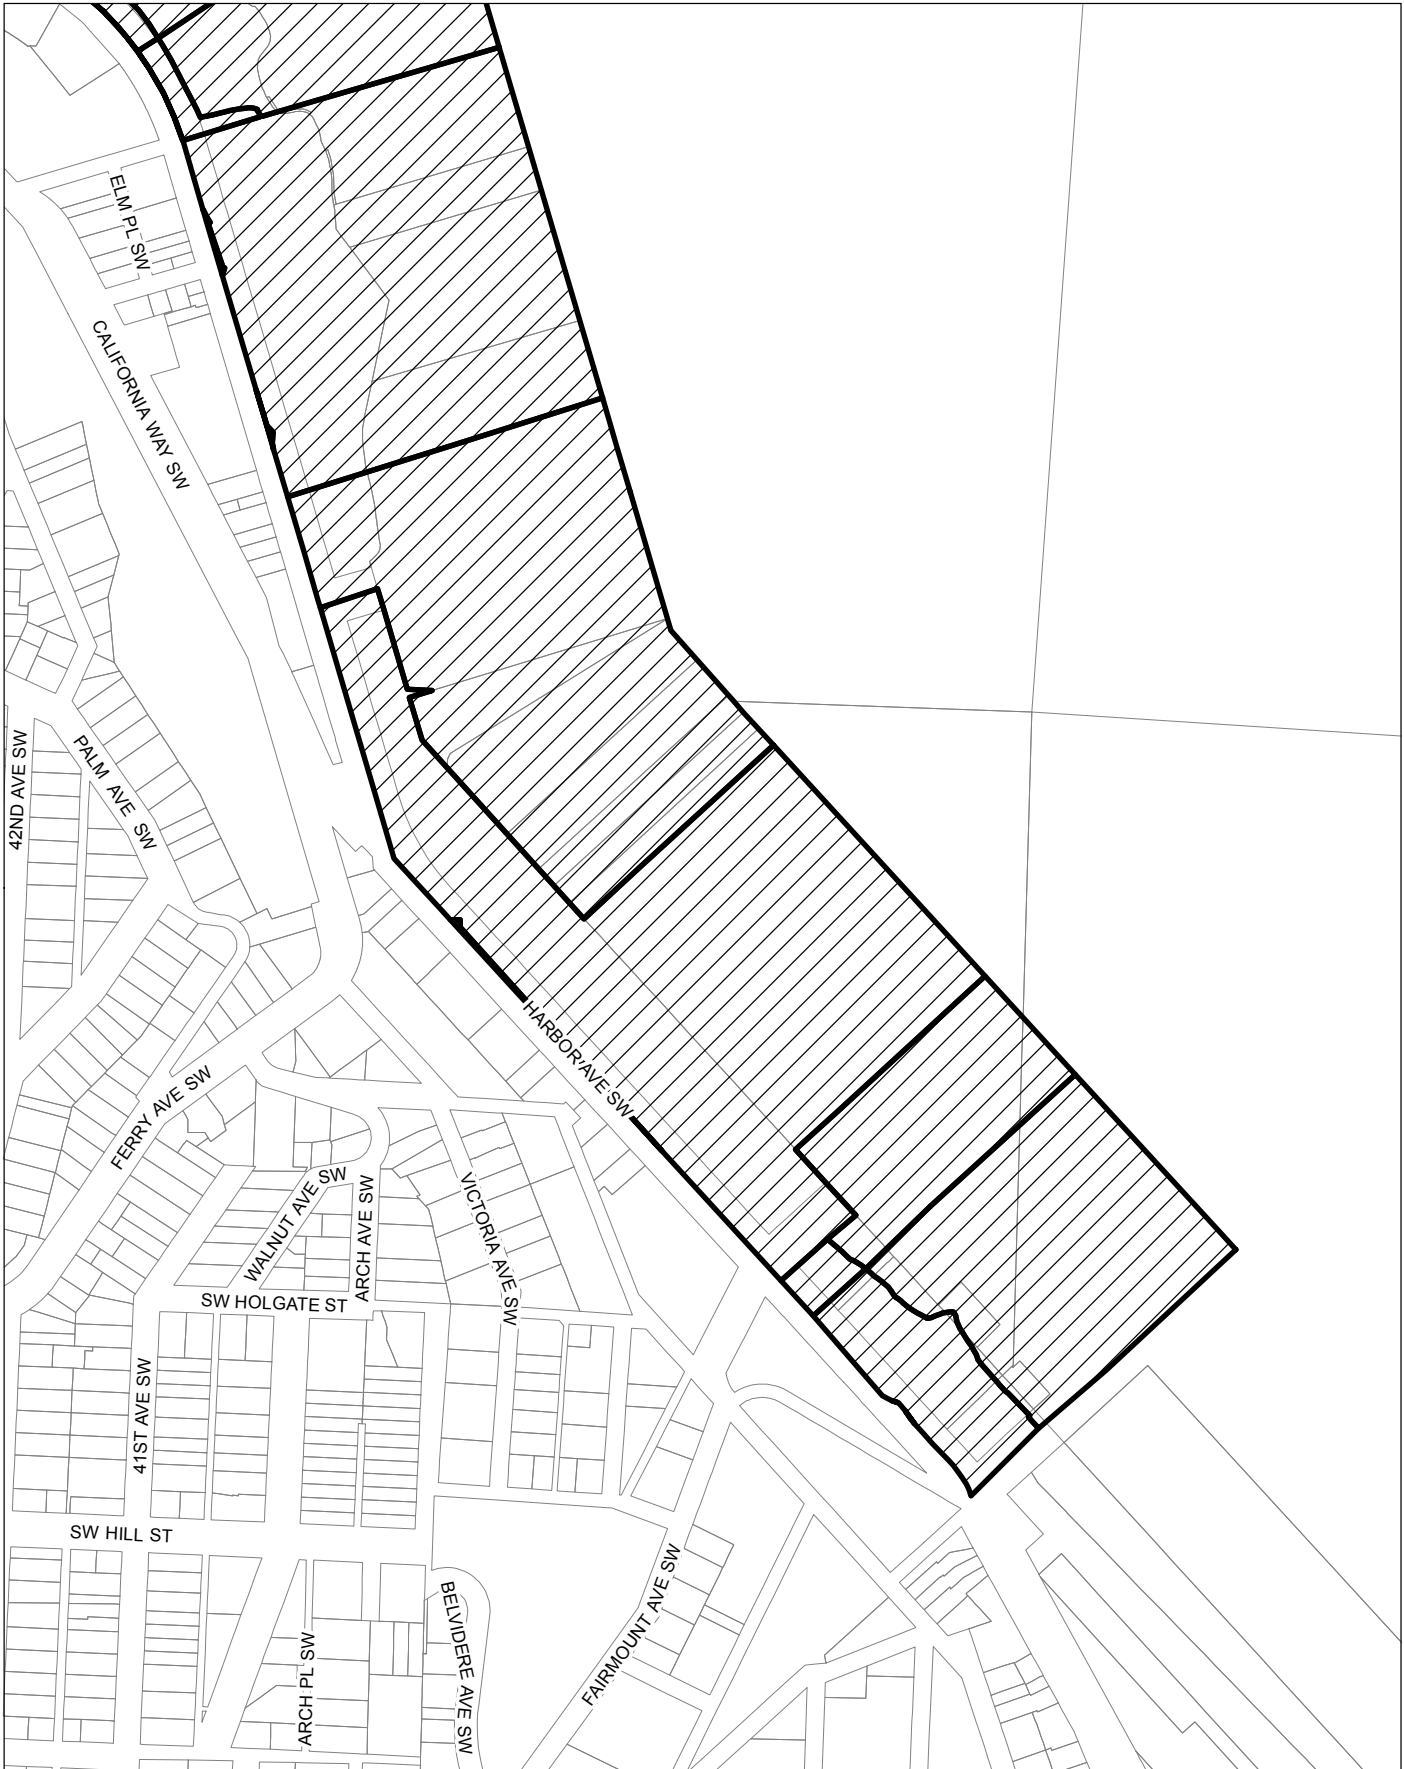 ELM PL SW
CALIFORNIA WAY SW
42ND AVE SW
PALM AVE SW
HARBOR AVE SW
FERRY AVE SW
WALNUT AVE SW
ARCH AVE SW
VICTORIA AVE SW
SW HOLGATE ST
41ST AVE SW
SW HILL ST
BELVIDERE AVE SW
FAIRMOUNT AVE SW
ARCH PL SW